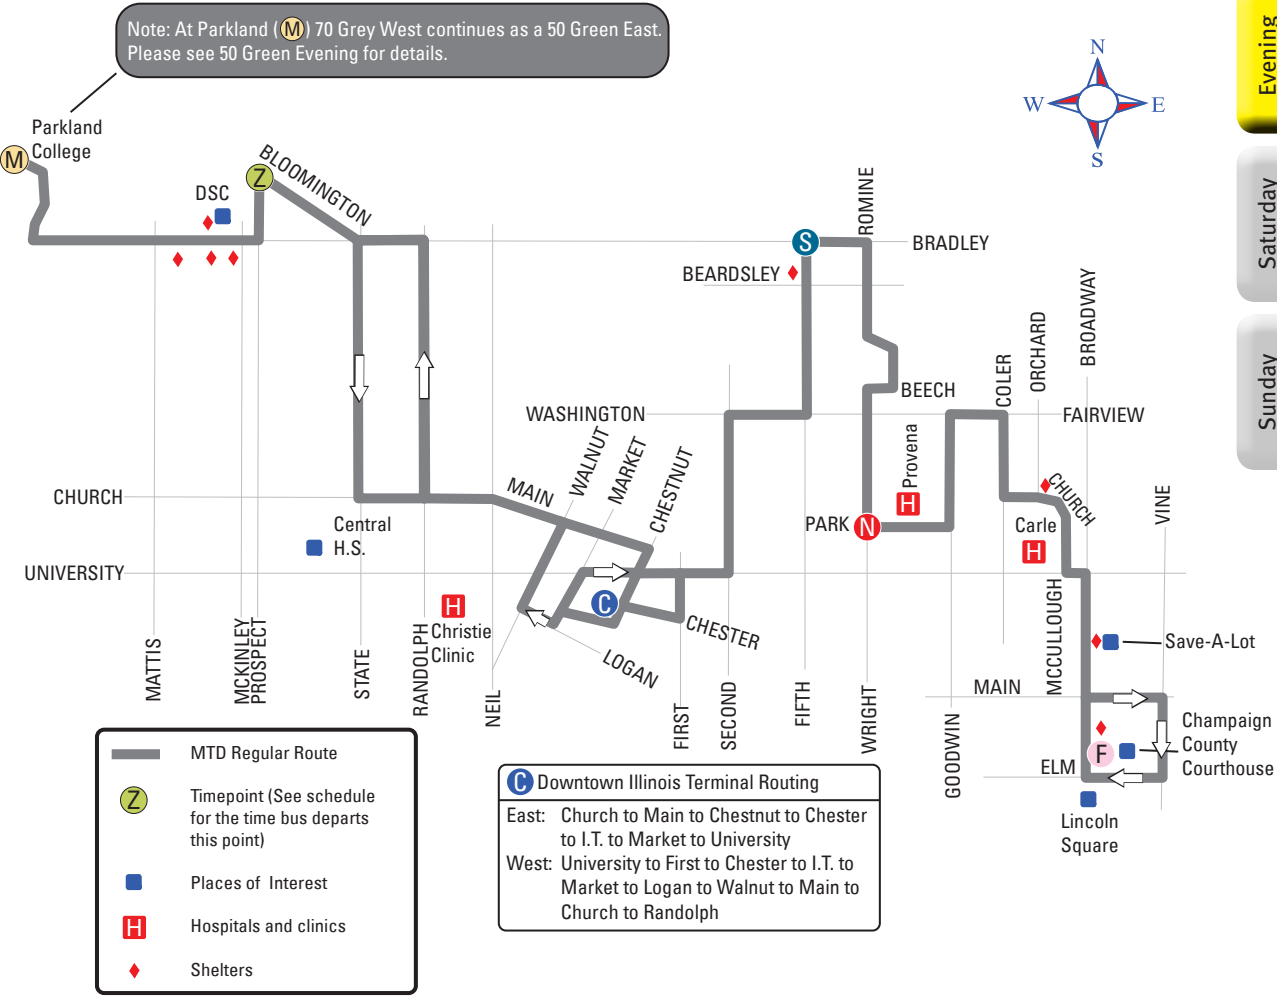 Note: At Parkland (M) 70 Grey West continues as a 50 Green East.
Please see 50 Green Evening for details.
Evening
Saturday
Sunday
N
W
E
S
Parkland
College
M
Z
BLOOMINGTON
DSC
S
ROMINE
BRADLEY
BEARDSLEY
BROADWAY
ORCHARD
COLER
BEECH
WASHINGTON
FAIRVIEW
WALNUT
MARKET
CHESTNUT
Provena
H
CHURCH
MAIN
CHURCH
VINE
Central
H.S.
PARK
N
Carle
H
UNIVERSITY
C
H
Christie
Clinic
CHESTER
LOGAN
MCCULLOUGH
Save-A-Lot
MATTIS
MCKINLEY
PROSPECT
STATE
RANDOLPH
NEIL
FIRST
SECOND
FIFTH
WRIGHT
GOODWIN
MAIN
Champaign
County
Courthouse
F
ELM
Lincoln
Square
MTD Regular Route
Z
Timepoint (See schedule
for the time bus departs
this point)
Places of Interest
H
Hospitals and clinics
Shelters
C Downtown Illinois Terminal Routing
East: Church to Main to Chestnut to Chester
to I.T. to Market to University
West: University to First to Chester to I.T. to
Market to Logan to Walnut to Main to
Church to Randolph